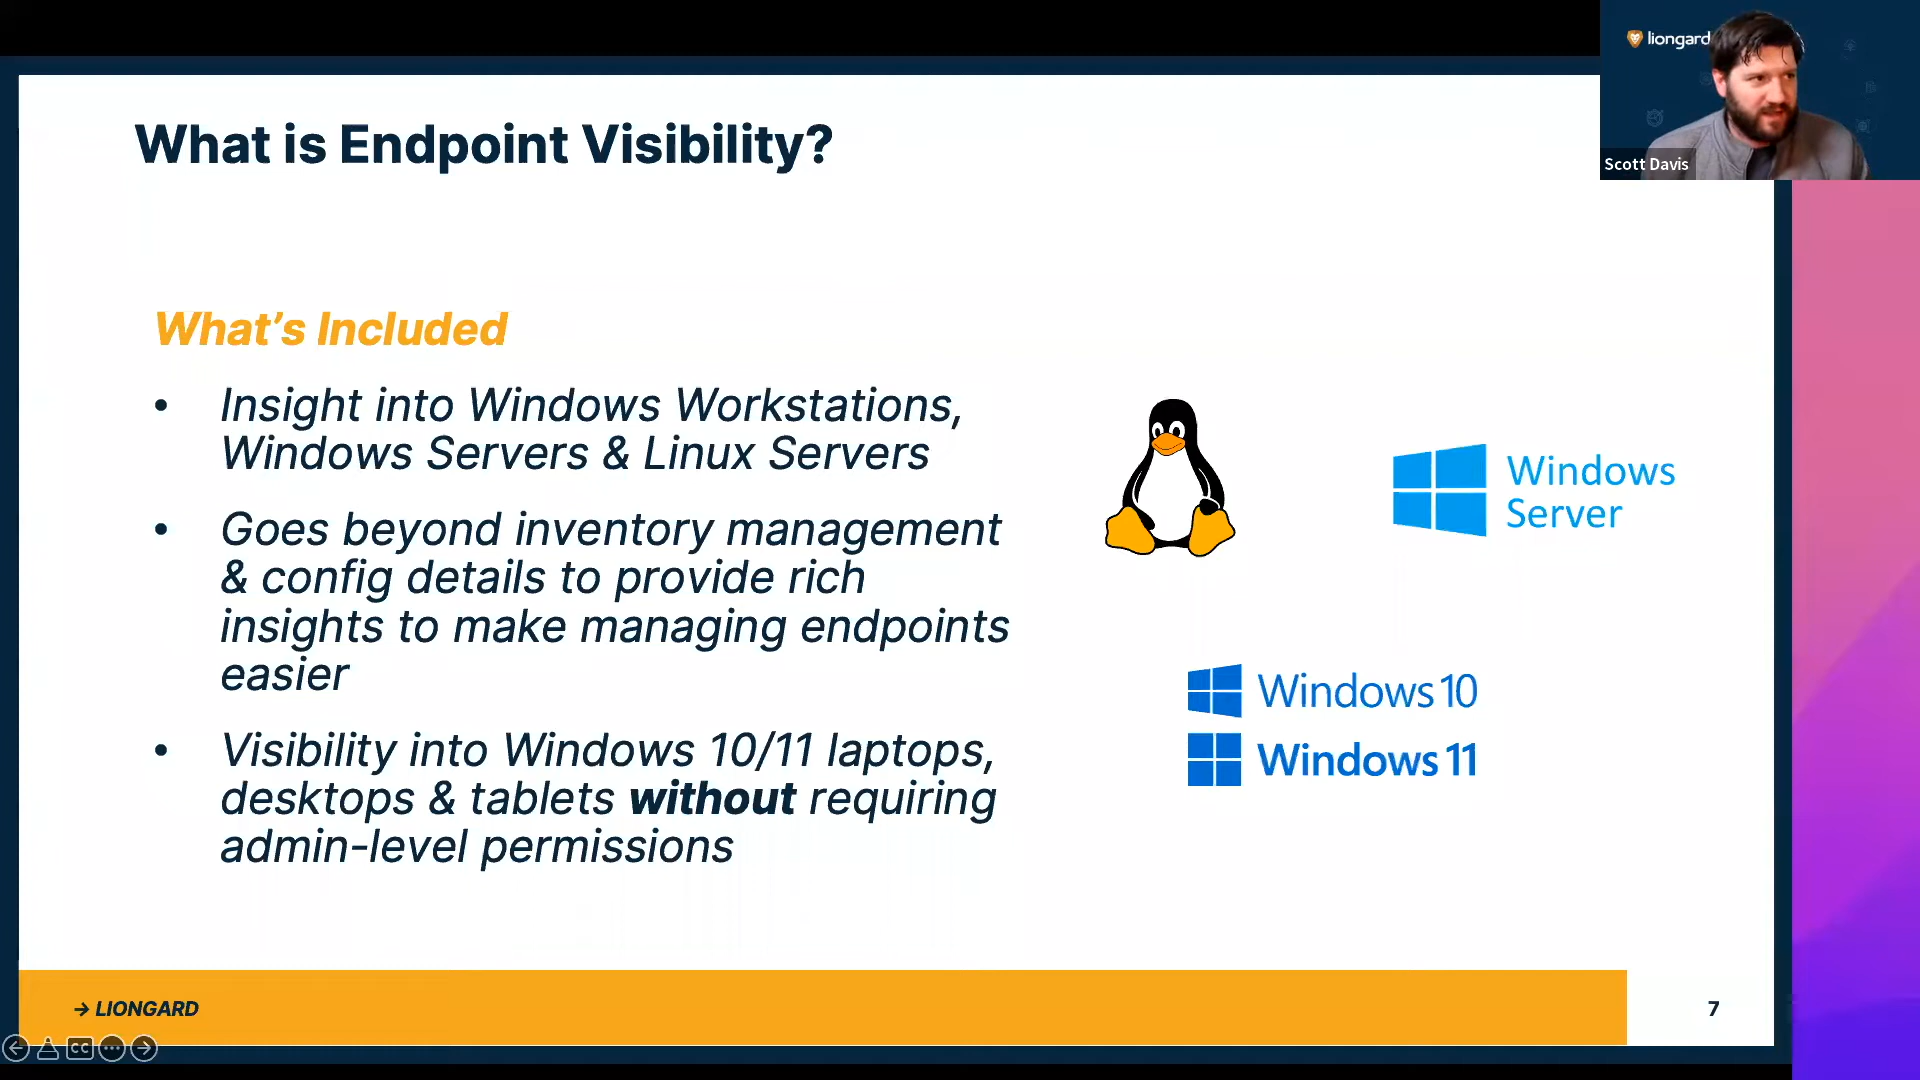 liongard
Scott Davis
What is Endpoint Visibility?
What's Included
• Insight into Windows Workstations,
Windows Servers & Linux Servers
• Goes beyond inventory management
& config details to provide rich
insights to make managing endpoints
easier
• Visibility into Windows 10/11 laptops,
desktops & tablets without requiring
admin-level permissions
Windows
Server
Windows 10
Windows 11
→ LIONGARD
7
CC